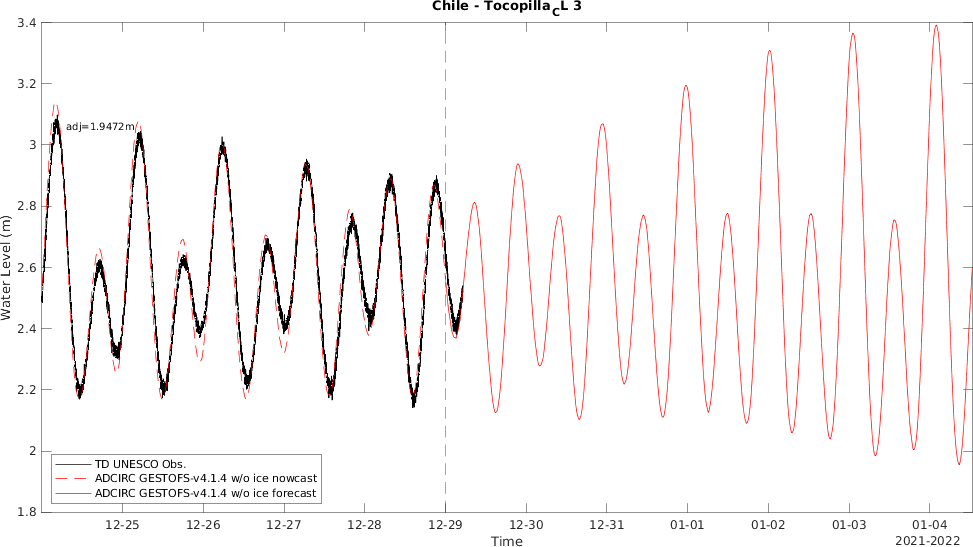 Chile - Tocopilla_CL 3
3.4
3.2
3
2.8
2.6
2.4
2.2
2
1.8
Water Level (m)
adj=1.9472m
TD UNESCO Obs.
ADCIRC GESTOFS-v4.1.4 w/o ice nowcast
ADCIRC GESTOFS-v4.1.4 w/o ice forecast
12-25 12-26 12-27 12-28 12-29 12-30 12-31 01-01 01-02 01-03 01-04
Time
2021-2022